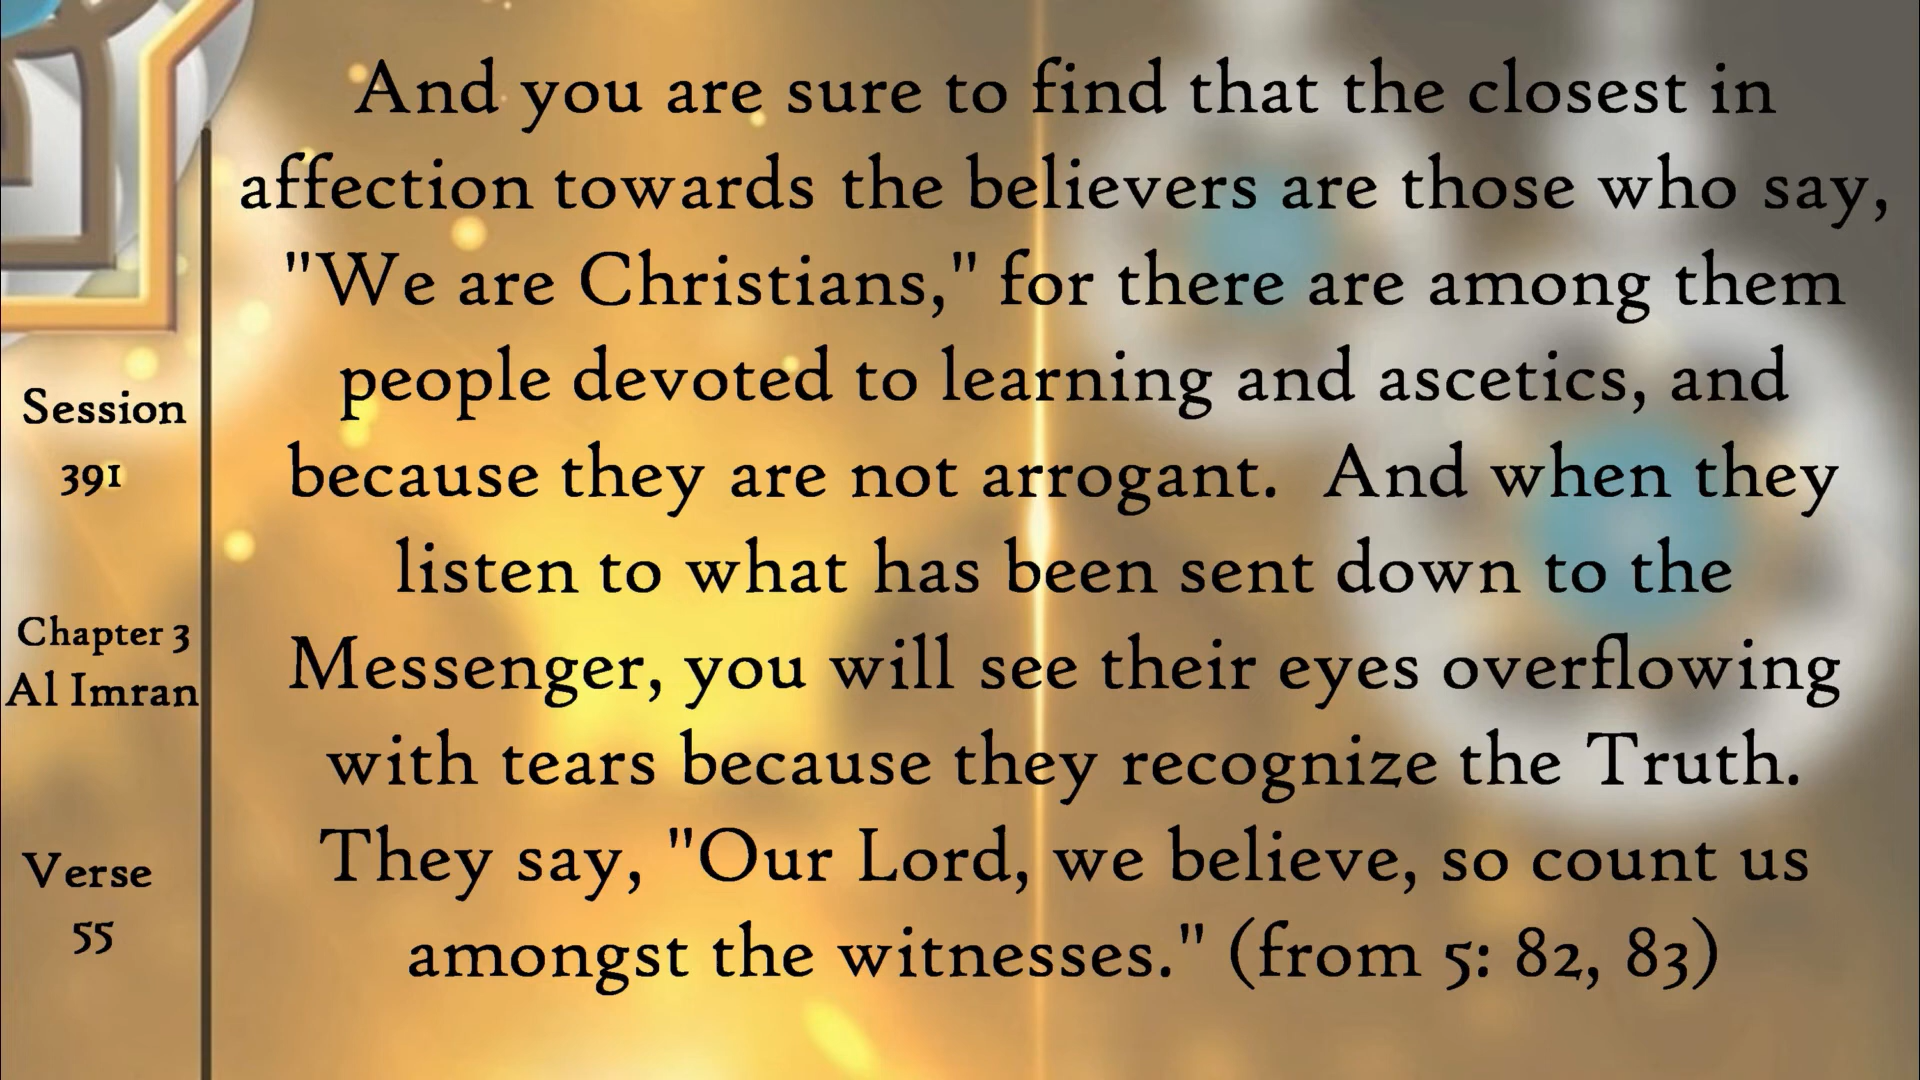 And you are sure to find that the closest in
affection towards the believers are those who say,
"We are Christians," for there are among them
people devoted to learning and ascetics, and
because they are not arrogant.  And when they
listen to what has been sent down to the
Messenger, you will see their eyes overflowing
with tears because they recognize the Truth.
They say, "Our Lord, we believe, so count us
amongst the witnesses." (from 5: 82, 83)
Session
391
Chapter 3
Al Imran
Verse
55